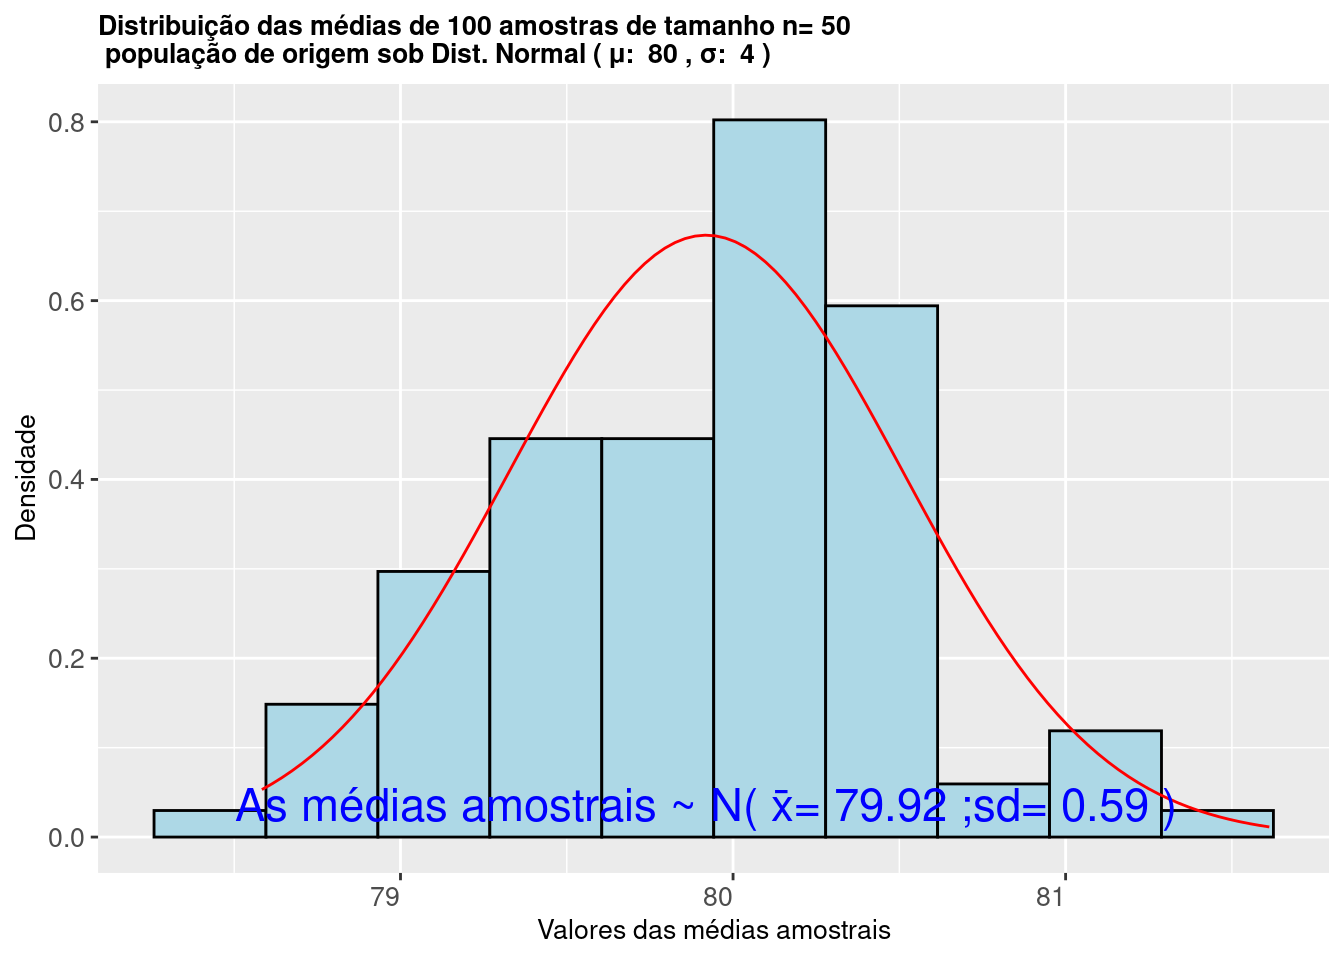 Distribuição das médias de 100 amostras de tamanho n= 50
população de origem sob Dist. Normal ( μ:  80 , σ:  4 )
Densidade
0.8
0.6
0.4
0.2
0.0
As médias amostrais ~ N( x̄= 79.92 ;sd= 0.59 )
79 80 81
Valores das médias amostrais